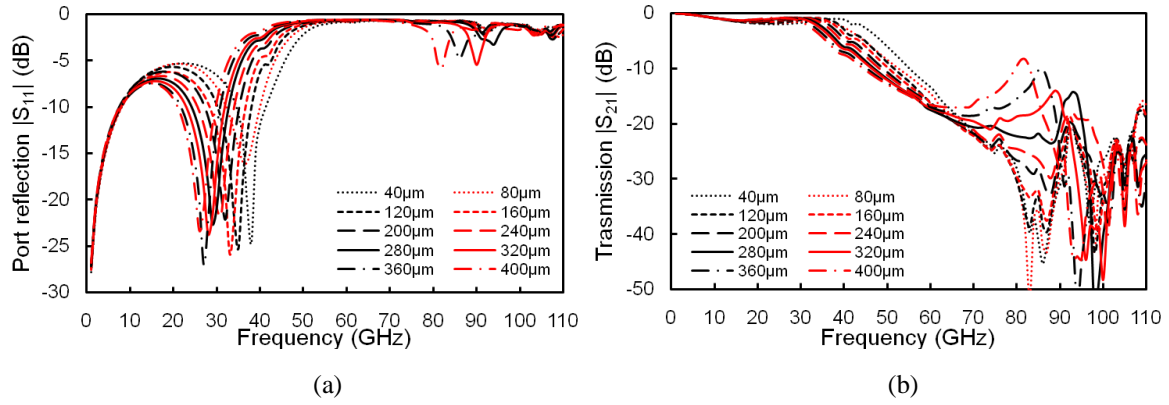 Port reflection |S11| (dB)
0
-5
-10
-15
-20
-25
-30
40µm 80µm
120µm 160µm
200µm 240µm
280µm 320µm
360µm 400µm
0 10 20 30 40 50 60 70 80 90 100 110
Frequency (GHz)
(a)
Trasmission |S21| (dB)
0
-10
-20
-30
-40
-50
40µm 80µm
120µm 160µm
200µm 240µm
280µm 320µm
360µm 400µm
0 10 20 30 40 50 60 70 80 90 100 110
Frequency (GHz)
(b)